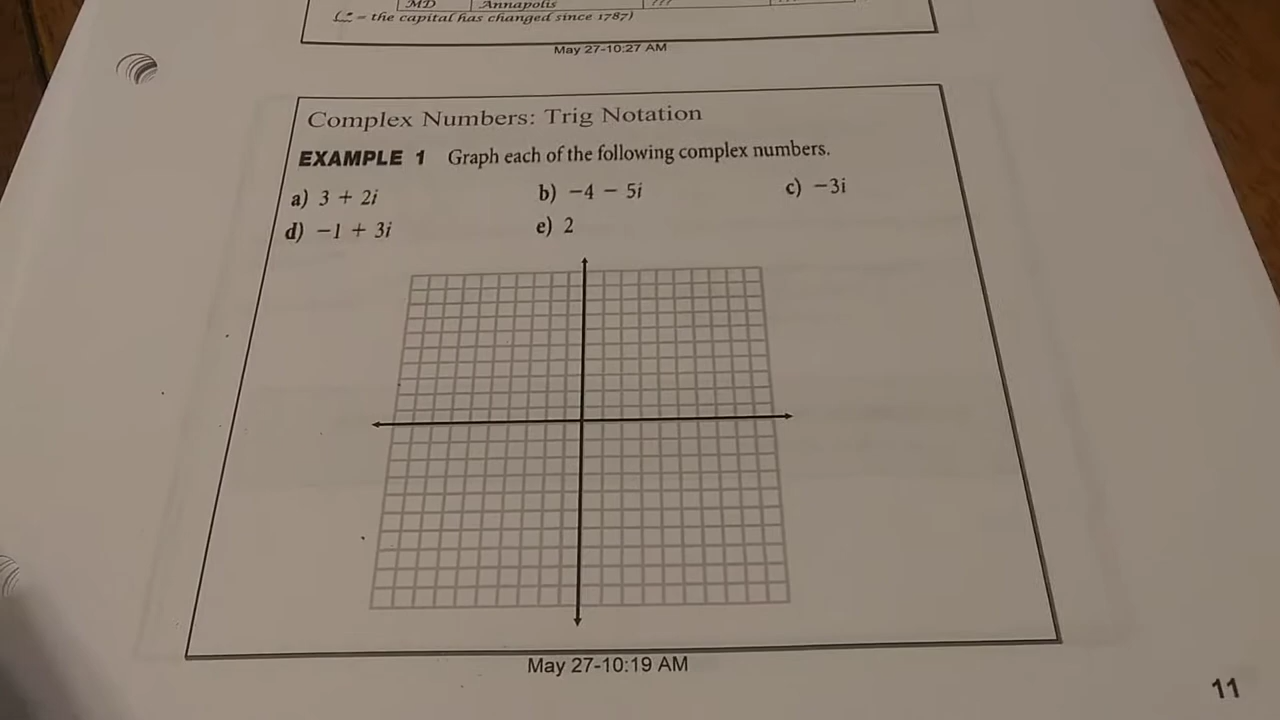 MD Annapolis ??? ???
(* = the capital has changed since 1787)
May 27-10:27 AM
Complex Numbers: Trig Notation
EXAMPLE 1 Graph each of the following complex numbers.
a) 3 + 2i b) −4 − 5i c) −3i
d) −1 + 3i e) 2
May 27-10:19 AM
11